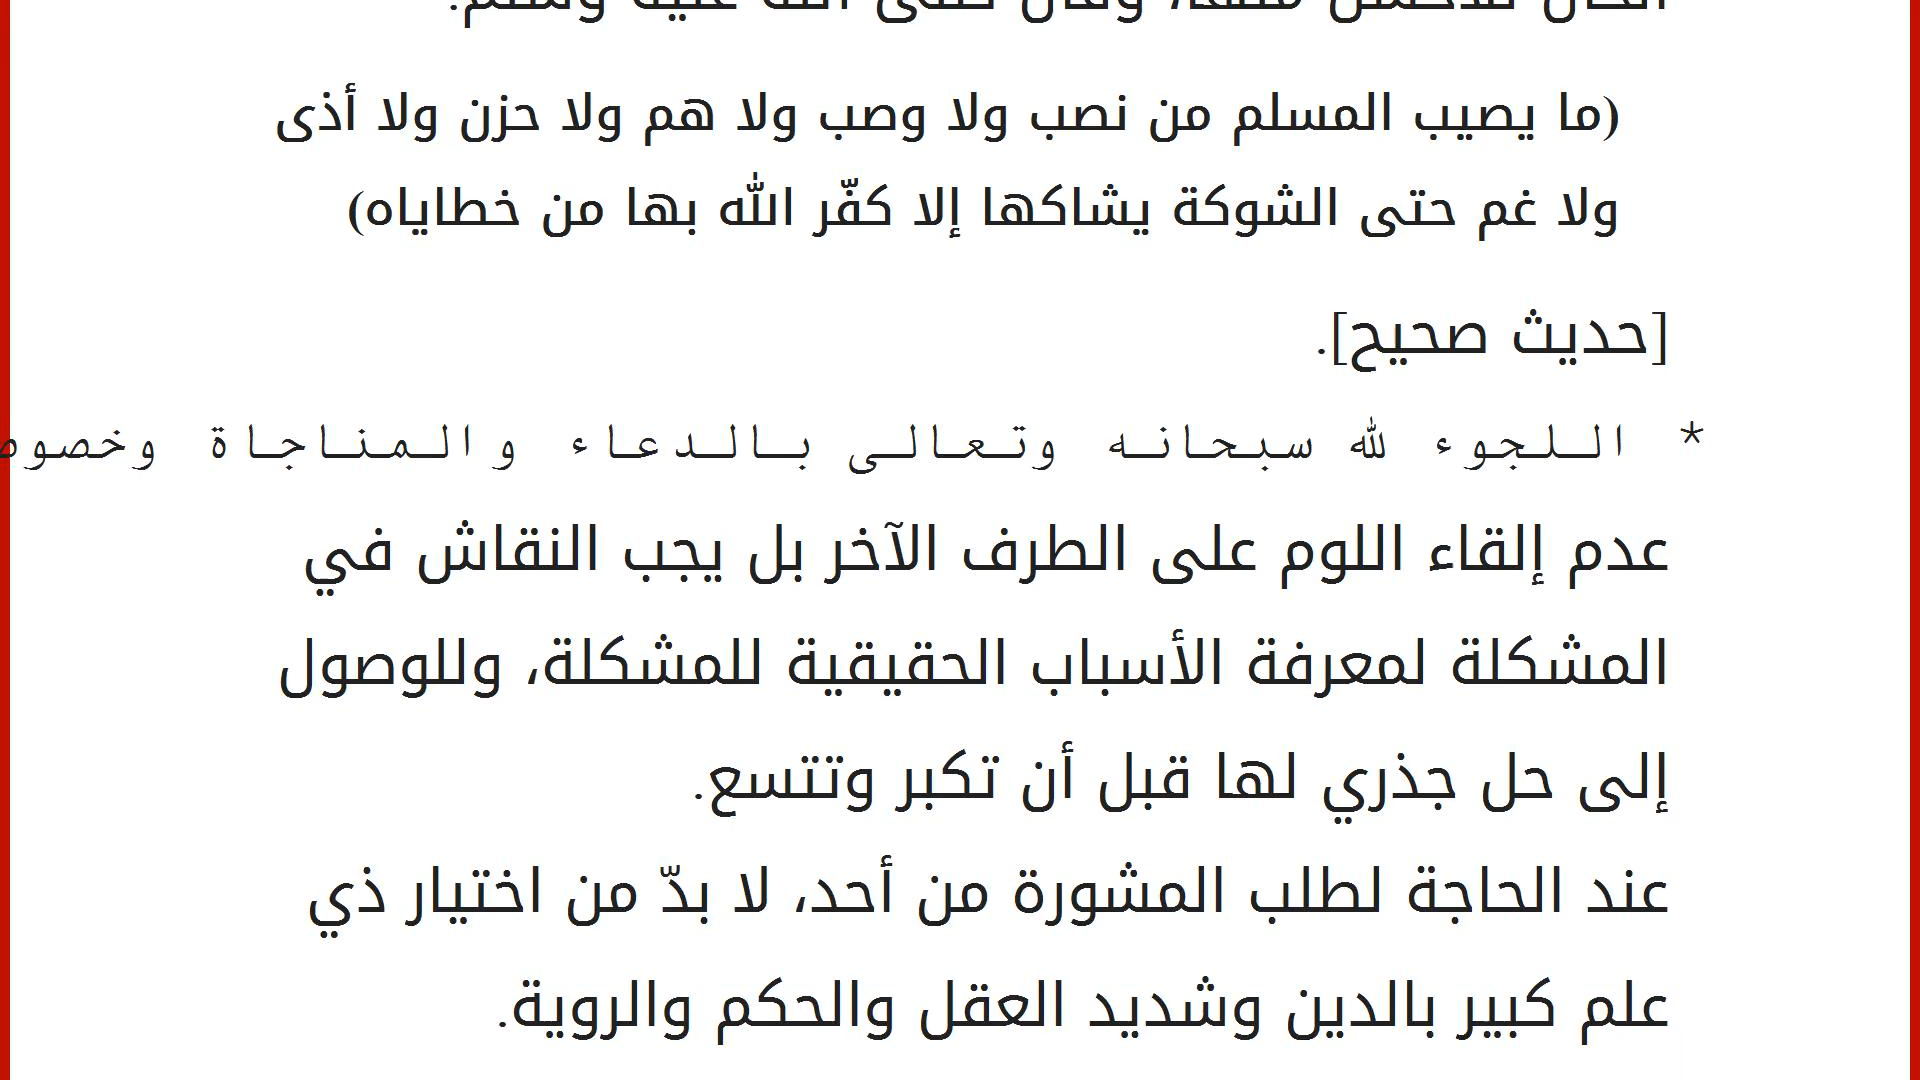 وسلم.
(ما يصيب المسلم من نصب ولا وصب ولا هم ولا حزن ولا أذى
ولا غم حتى الشوكة يشاكها إلا كفّر الله بها من خطاياه)
[حديث صحيح].
* اللجوء لله سبحانه وتعالى بالدعاء والمناجاة
عدم إلقاء اللوم على الطرف الآخر بل يجب النقاش في
المشكلة لمعرفة الأسباب الحقيقية للمشكلة، وللوصول
إلى حل جذري لها قبل أن تكبر وتتسع.
عند الحاجة لطلب المشورة من أحد، لا بدّ من اختيار ذي
علم كبير بالدين وشديد العقل والحكم والروية.